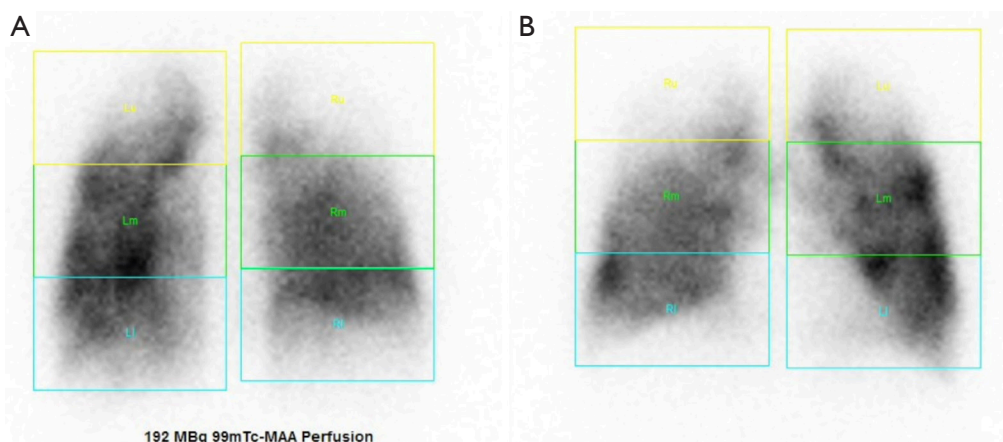 A
B
Lu
Ru
Ru
Lu
Lm
Rm
Rm
Lm
Ll
Rl
Rl
Ll
192 MBq 99mTc-MAA Perfusion